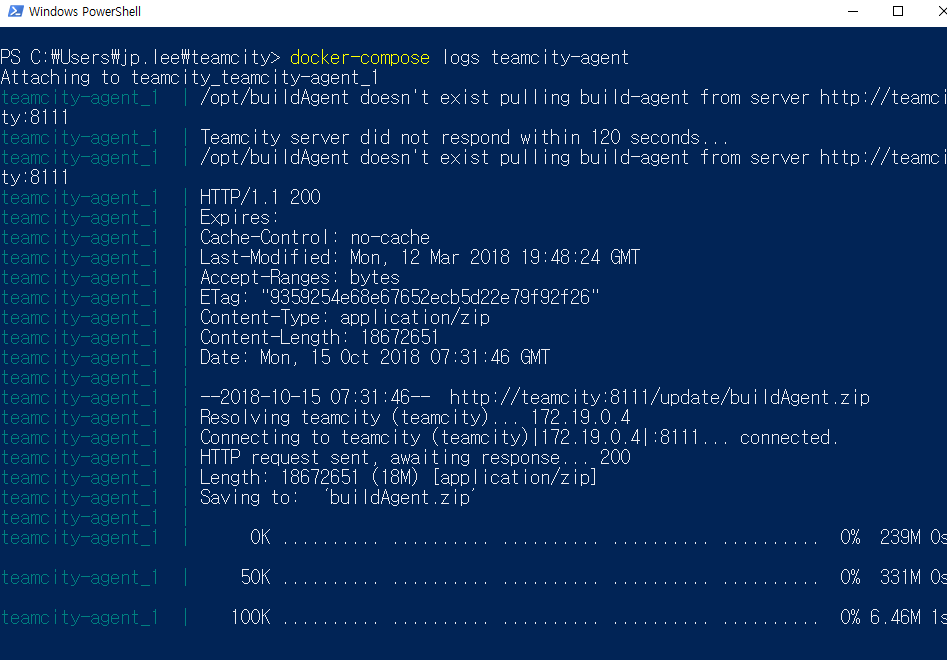 Windows PowerShell
PS C:₩Users₩jp.lee₩teamcity> docker-compose logs teamcity-agent
Attaching to teamcity_teamcity-agent_1
teamcity-agent_1  | /opt/buildAgent doesn't exist pulling build-agent from server http://teamci
ty:8111
teamcity-agent_1  | Teamcity server did not respond within 120 seconds...
teamcity-agent_1  | /opt/buildAgent doesn't exist pulling build-agent from server http://teamci
ty:8111
teamcity-agent_1  | HTTP/1.1 200
teamcity-agent_1  | Expires:
teamcity-agent_1  | Cache-Control: no-cache
teamcity-agent_1  | Last-Modified: Mon, 12 Mar 2018 19:48:24 GMT
teamcity-agent_1  | Accept-Ranges: bytes
teamcity-agent_1  | ETag: "9359254e68e67652ecb5d22e79f92f26"
teamcity-agent_1  | Content-Type: application/zip
teamcity-agent_1  | Content-Length: 18672651
teamcity-agent_1  | Date: Mon, 15 Oct 2018 07:31:46 GMT
teamcity-agent_1  |
teamcity-agent_1  | --2018-10-15 07:31:46--  http://teamcity:8111/update/buildAgent.zip
teamcity-agent_1  | Resolving teamcity (teamcity)... 172.19.0.4
teamcity-agent_1  | Connecting to teamcity (teamcity)|172.19.0.4|:8111... connected.
teamcity-agent_1  | HTTP request sent, awaiting response... 200
teamcity-agent_1  | Length: 18672651 (18M) [application/zip]
teamcity-agent_1  | Saving to: 'buildAgent.zip'
teamcity-agent_1  |
teamcity-agent_1  |      0K .......... .......... .......... .......... ..........  0%  239M 0s
teamcity-agent_1  |     50K .......... .......... .......... .......... ..........  0%  331M 0s
teamcity-agent_1  |    100K .......... .......... .......... .......... ..........  0% 6.46M 1s